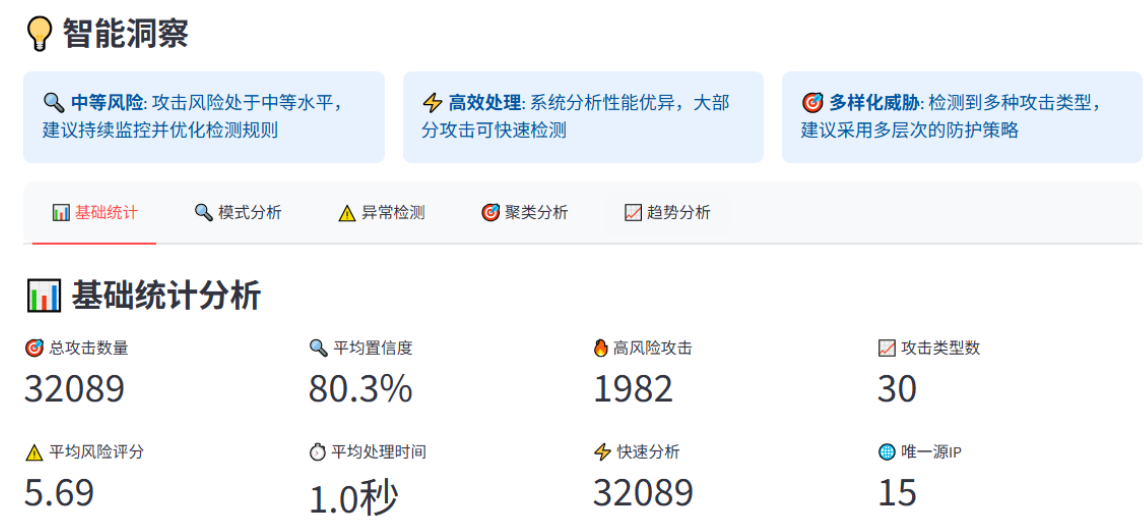 💡 智能洞察
🔍 中等风险: 攻击风险处于中等水平，
建议持续监控并优化检测规则
⚡ 高效处理: 系统分析性能优异，大部
分攻击可快速检测
🎯 多样化威胁: 检测到多种攻击类型，
建议采用多层次的防护策略
📊 基础统计 🔍 模式分析 ⚠️ 异常检测 🎯 聚类分析 📈 趋势分析
📊 基础统计分析
🎯 总攻击数量 🔍 平均置信度 🔥 高风险攻击 📈 攻击类型数
32089 80.3% 1982 30
⚠️ 平均风险评分 ⏱️ 平均处理时间 ⚡ 快速分析 🌐 唯一源IP
5.69 1.0秒 32089 15